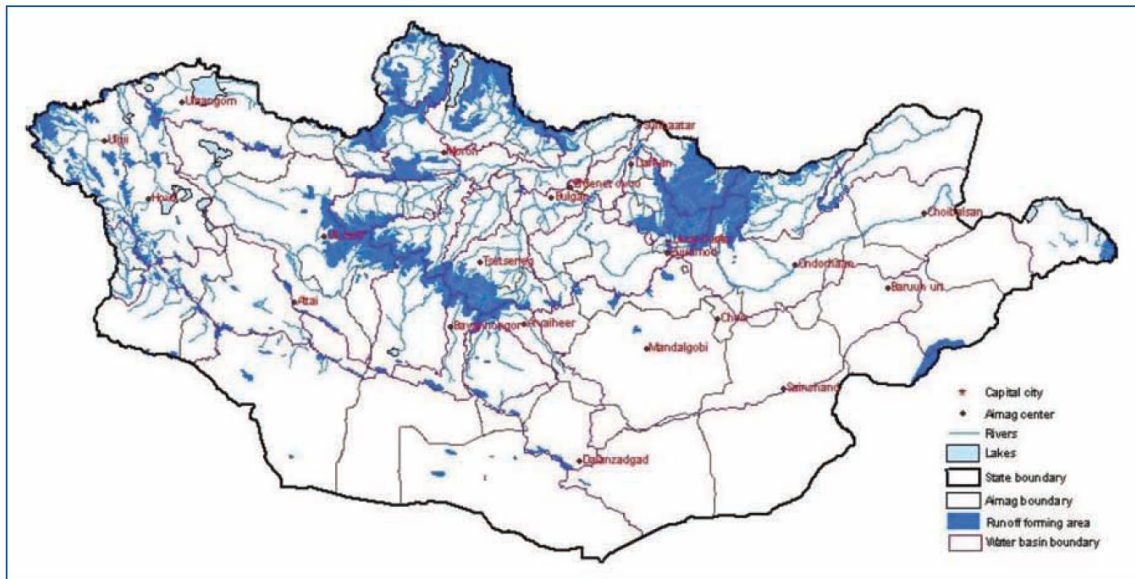 Ulaangom
Ulgii
Hovd
Altai
Moron
Tsetserleg
Bayanhongor
Arvaiheer
Bulgan
Erdenet ovoo
Darhan
Choibalsan
Undorhaan
Baruun urt
Choir
Mandalgobi
Sainshand
Dalanzadgad
Capital city
Aimag center
Rivers
Lakes
State boundary
Aimag boundary
Runoff forming area
Water basin boundary